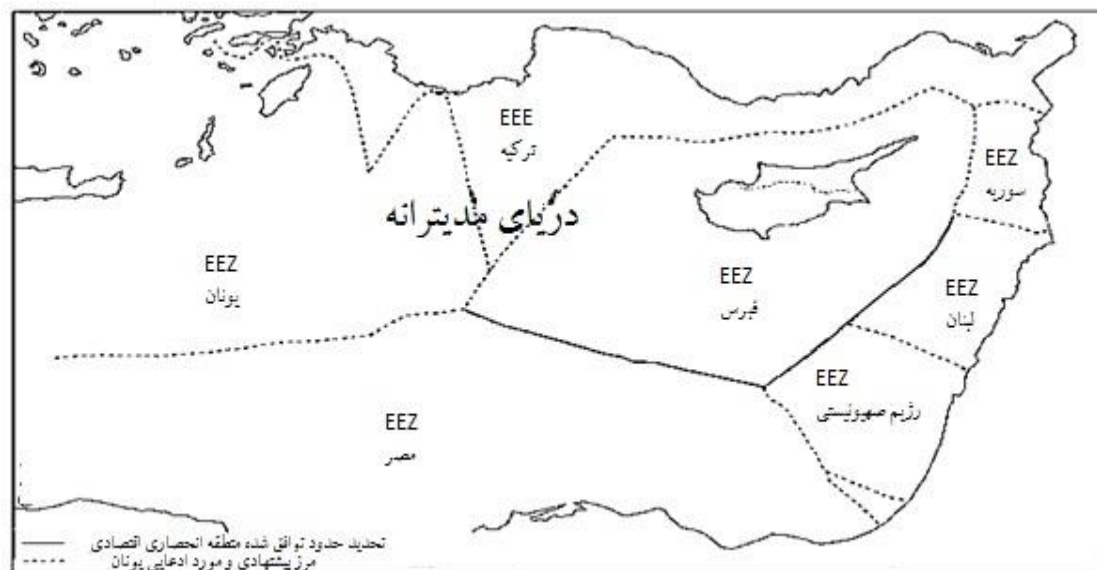 EEE
ترکیه
EEZ
سوریه
دریای مدیترانه
EEZ
یونان
EEZ
قبرس
EEZ
لبنان
EEZ
رژیم صهیونیستی
EEZ
مصر
تحدید حدود توافق شده منطقه انحصاری اقتصادی
مرز پیشنهادی و مورد ادعایی یونان